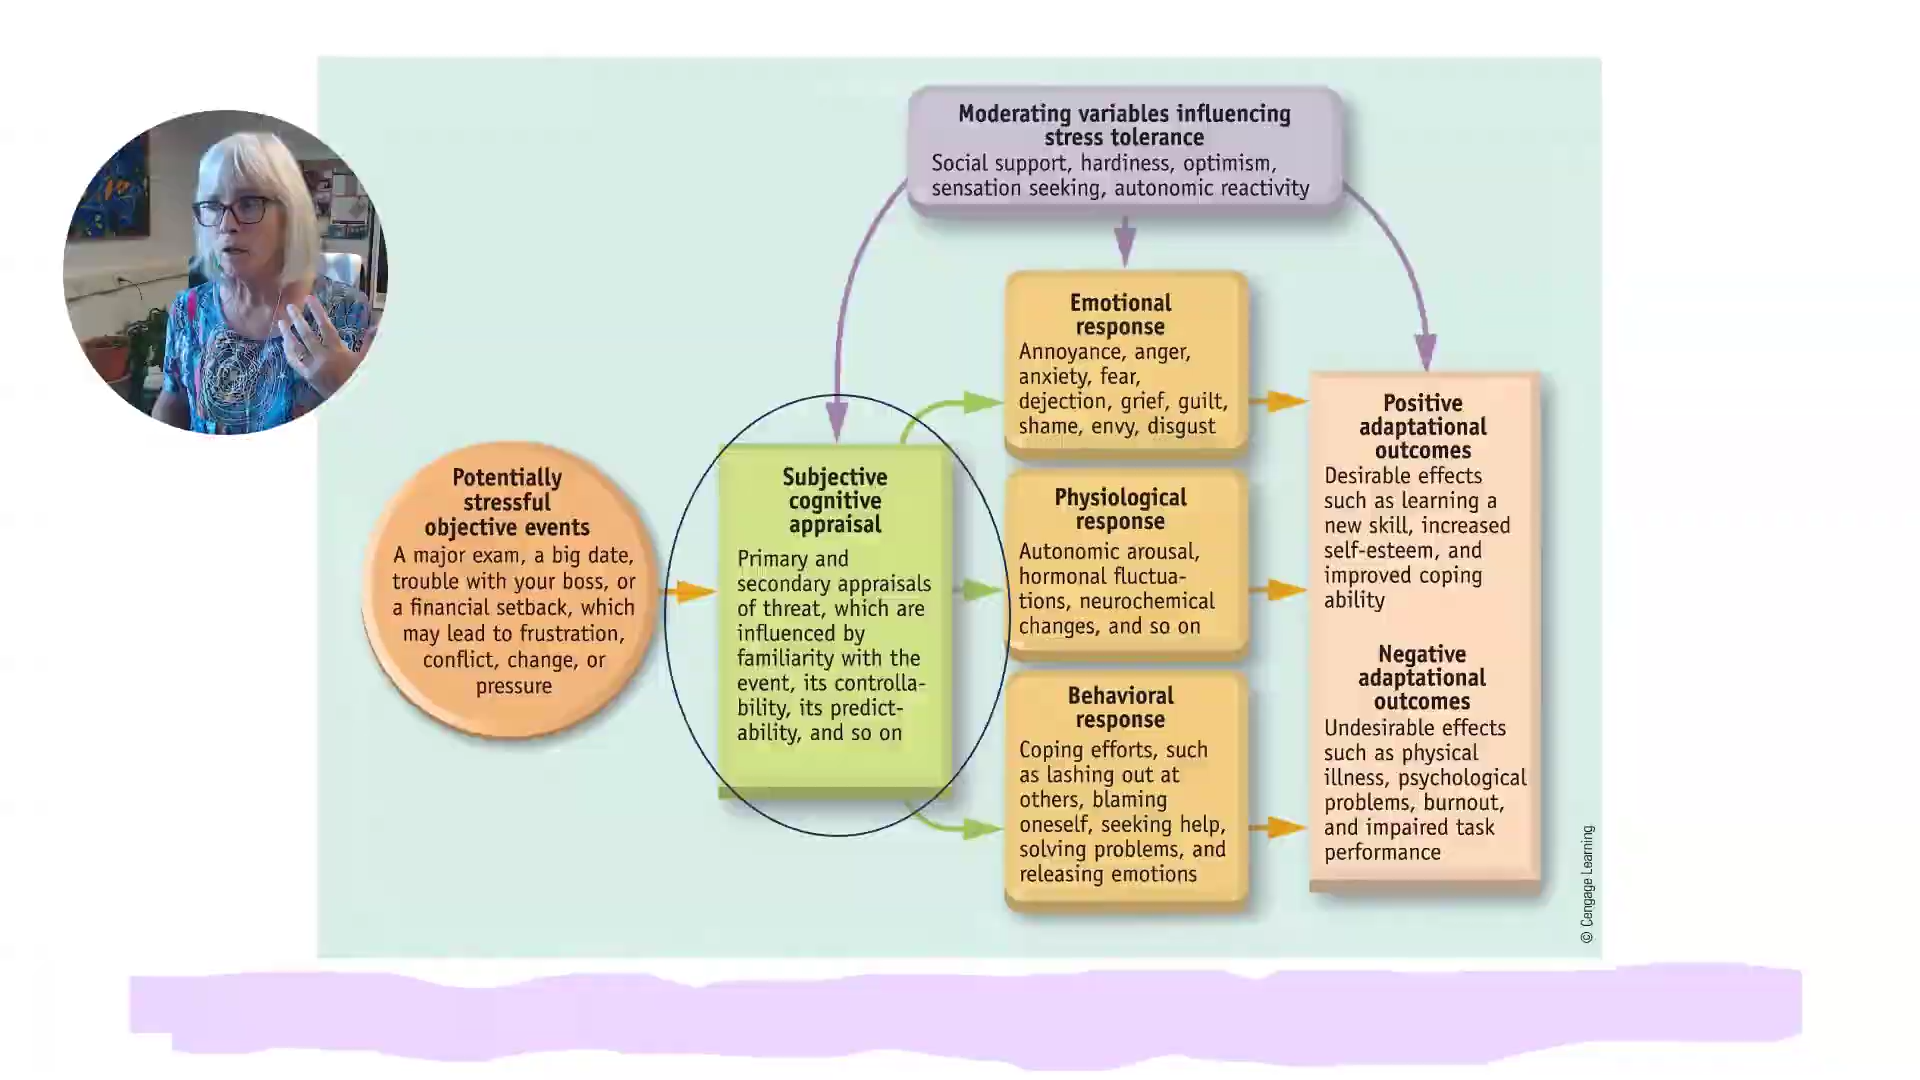 Moderating variables influencing
stress tolerance
Social support, hardiness, optimism,
sensation seeking, autonomic reactivity
Potentially
stressful
objective events
A major exam, a big date,
trouble with your boss, or
a financial setback, which
may lead to frustration,
conflict, change, or
pressure
Subjective
cognitive
appraisal
Primary and
secondary appraisals
of threat, which are
influenced by
familiarity with the
event, its controlla-
bility, its predict-
ability, and so on
Emotional
response
Annoyance, anger,
anxiety, fear,
dejection, grief, guilt,
shame, envy, disgust
Physiological
response
Autonomic arousal,
hormonal fluctua-
tions, neurochemical
changes, and so on
Behavioral
response
Coping efforts, such
as lashing out at
others, blaming
oneself, seeking help,
solving problems, and
releasing emotions
Positive
adaptational
outcomes
Desirable effects
such as learning a
new skill, increased
self-esteem, and
improved coping
ability
Negative
adaptational
outcomes
Undesirable effects
such as physical
illness, psychological
problems, burnout,
and impaired task
performance
© Cengage Learning